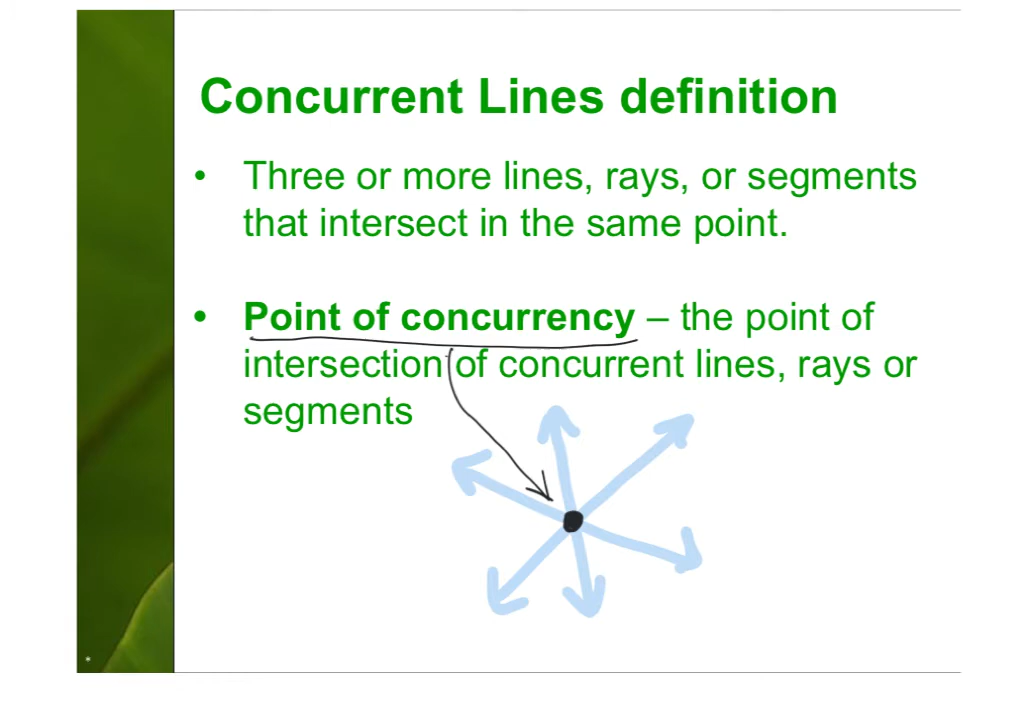 Concurrent Lines definition
• Three or more lines, rays, or segments
that intersect in the same point.
• Point of concurrency – the point of
intersection of concurrent lines, rays or
segments
*